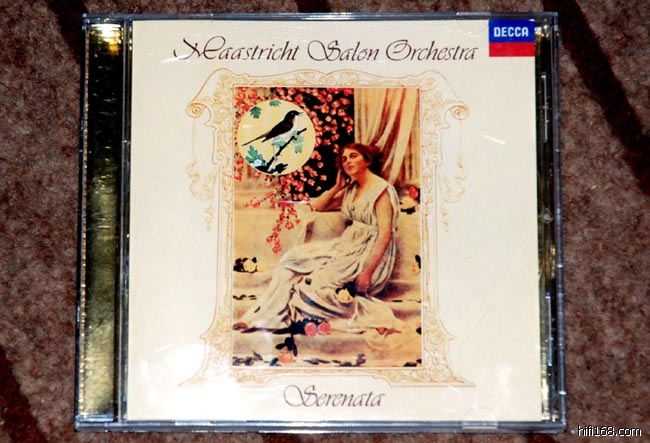 Maastricht Salon Orchestra
DECCA
Serenata
hifi168.com